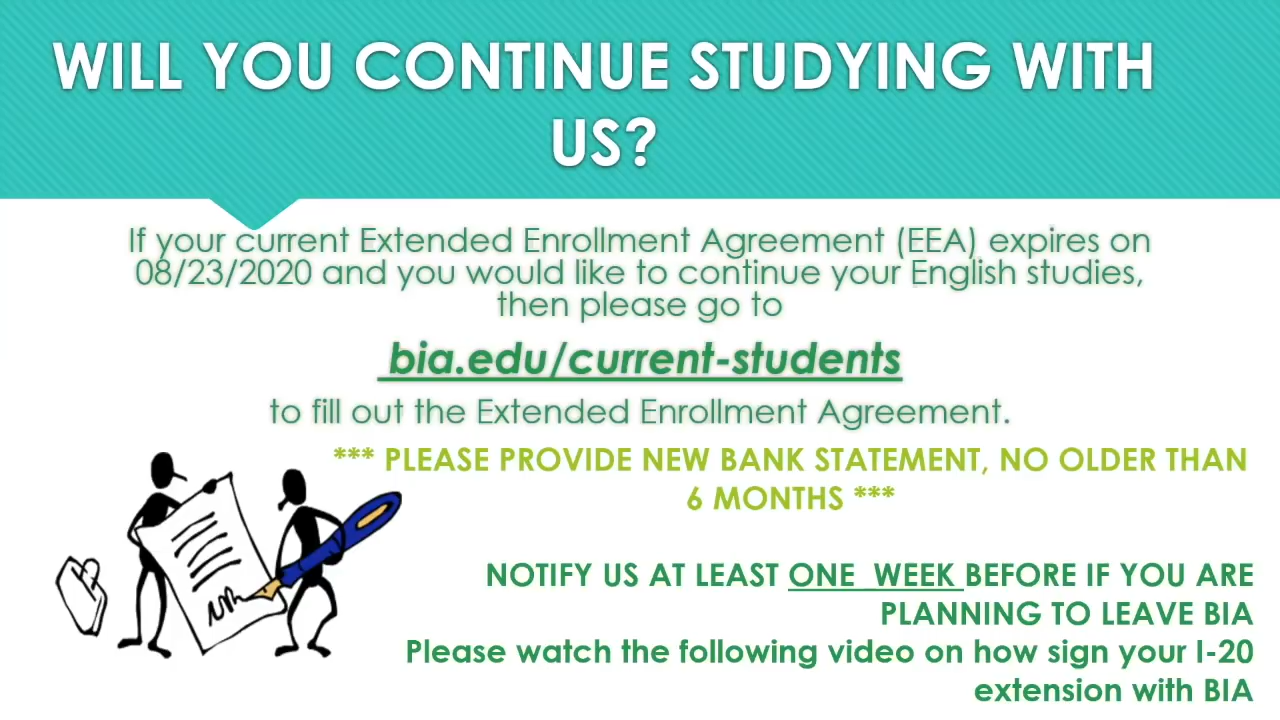 WILL YOU CONTINUE STUDYING WITH
US?
If your current Extended Enrollment Agreement (EEA) expires on
08/23/2020 and you would like to continue your English studies,
then please go to
bia.edu/current-students
to fill out the Extended Enrollment Agreement.
*** PLEASE PROVIDE NEW BANK STATEMENT, NO OLDER THAN
6 MONTHS ***
NOTIFY US AT LEAST ONE WEEK BEFORE IF YOU ARE
PLANNING TO LEAVE BIA
Please watch the following video on how sign your I-20
extension with BIA